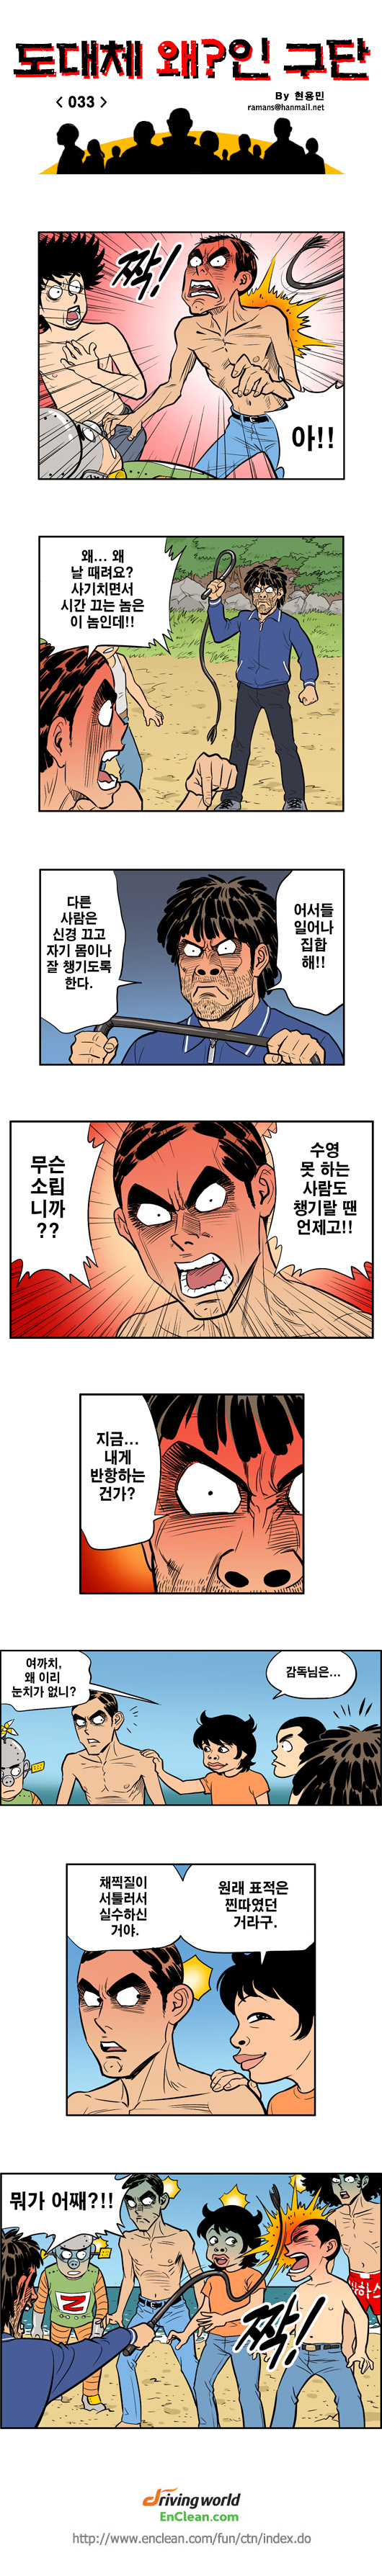 도대체 왜?인 구단
< 033 >
By 현용민
ramans@hanmail.net
짝!
아!!
왜... 왜
날 때려요?
사기치면서
시간 끄는 놈은
이 놈인데!!
다른
사람은
신경 끄고
자기 몸이나
잘 챙기도록
한다.
어서들
일어나
집합
해!!
무슨
소립
니까
??
수영
못 하는
사람도
챙기랄 땐
언제고!!
지금...
내게
반항하는
건가?
여까치,
왜 이리
눈치가 없니?
감독님은...
채찍질이
서툴러서
실수하신
거야.
원래 표적은
찐따였던
거라구.
뭐가 어째?!!
Z
짝!
driving world
EnClean.com
http://www.enclean.com/fun/ctn/index.do